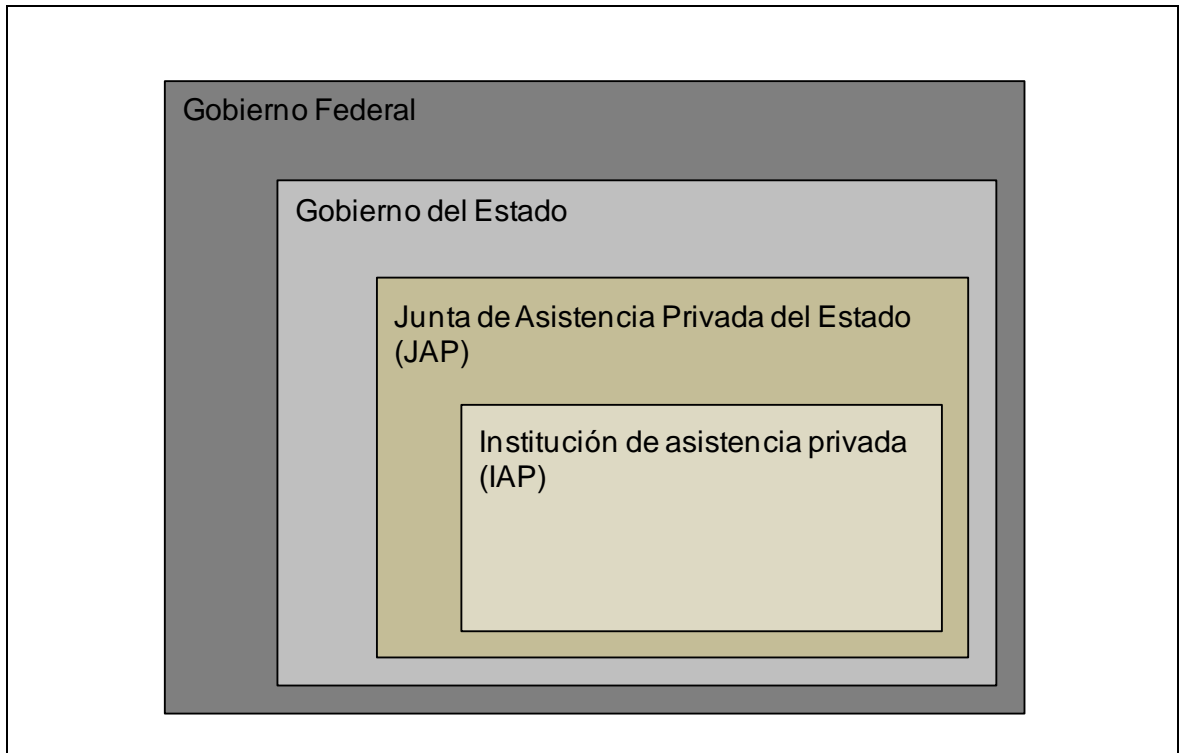 Gobierno Federal
Gobierno del Estado
Junta de Asistencia Privada del Estado
(JAP)
Institución de asistencia privada
(IAP)